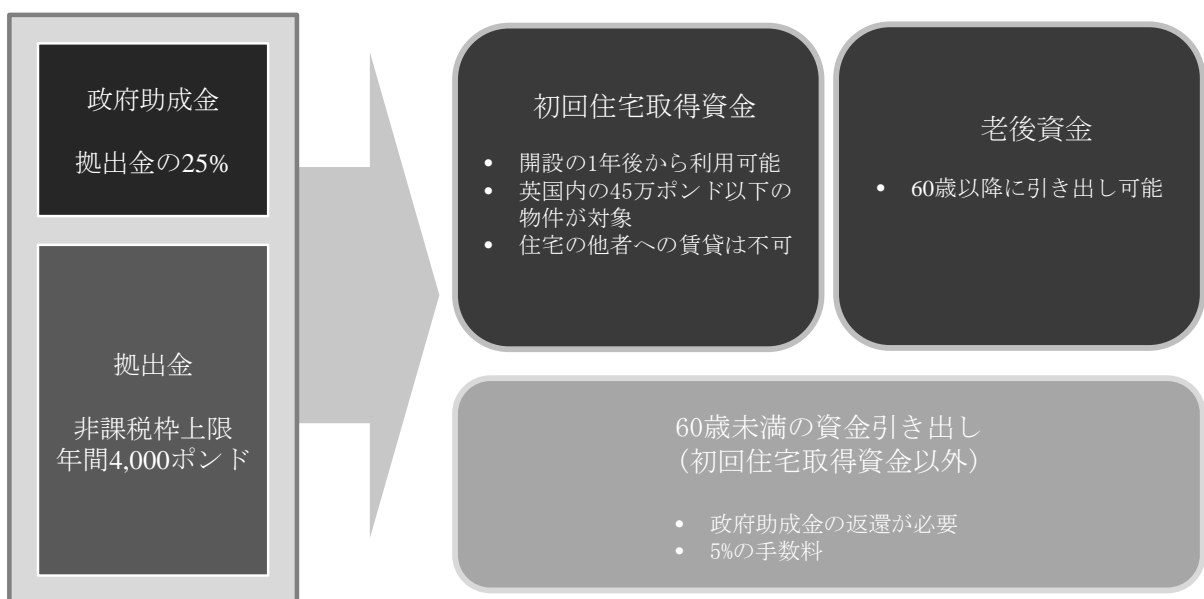 政府助成金
拠出金の25%
拠出金
非課税枠上限
年間4,000ポンド
初回住宅取得資金
• 開設の1年後から利用可能
• 英国内の45万ポンド以下の
物件が対象
• 住宅の他者への賃貸は不可
老後資金
• 60歳以降に引き出し可能
60歳未満の資金引き出し
（初回住宅取得資金以外）
• 政府助成金の返還が必要
• 5%の手数料